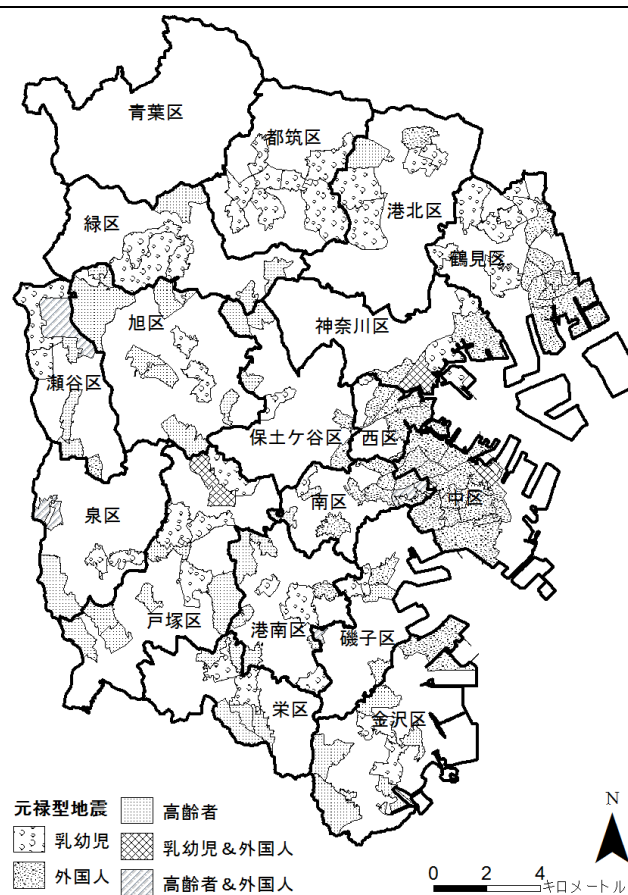 青葉区
都筑区
港北区
緑区
鶴見区
旭区
神奈川区
瀬谷区
保土ケ谷区
西区
中区
南区
泉区
戸塚区
港南区
磯子区
栄区
金沢区
元禄型地震
乳幼児
外国人
高齢者
乳幼児＆外国人
高齢者＆外国人
N
0 2 4
キロメートル